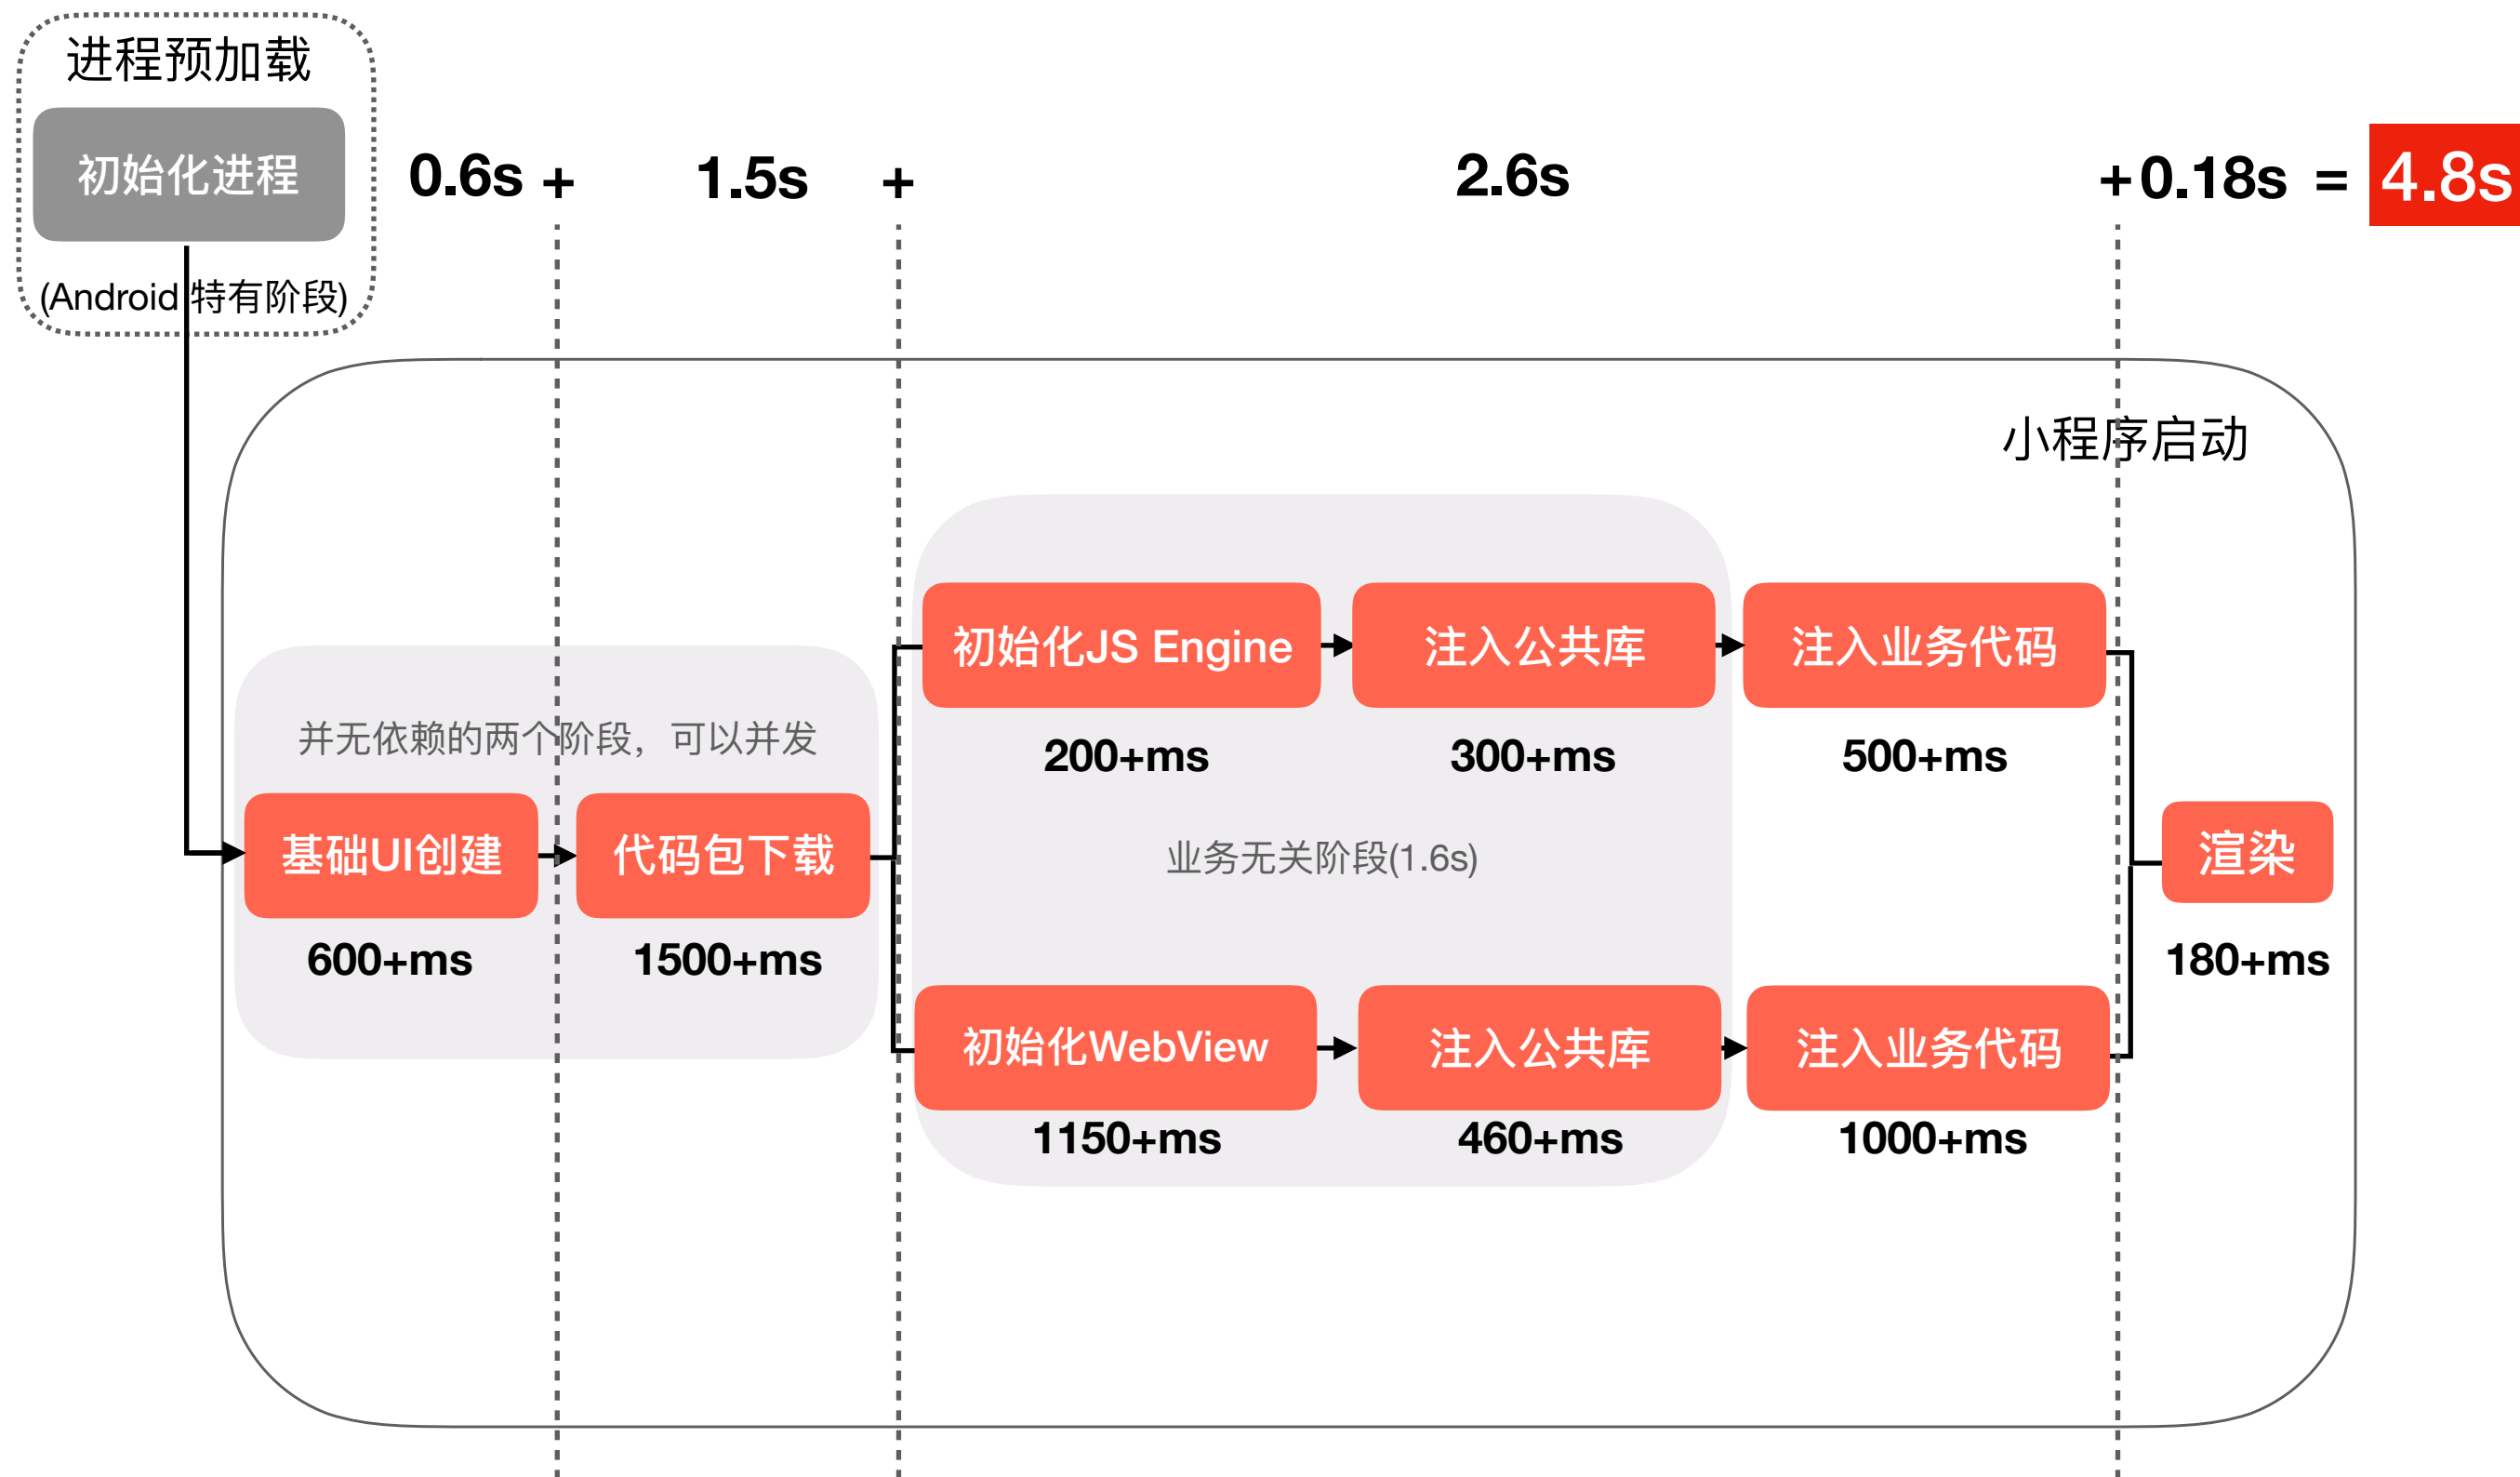 进程预加载
初始化进程
(Android 特有阶段)
0.6s + 1.5s + 2.6s +0.18s = 4.8s
小程序启动
并无依赖的两个阶段，可以并发
基础UI创建
600+ms
代码包下载
1500+ms
初始化JS Engine
200+ms
注入公共库
300+ms
注入业务代码
500+ms
业务无关阶段(1.6s)
初始化WebView
1150+ms
注入公共库
460+ms
注入业务代码
1000+ms
渲染
180+ms